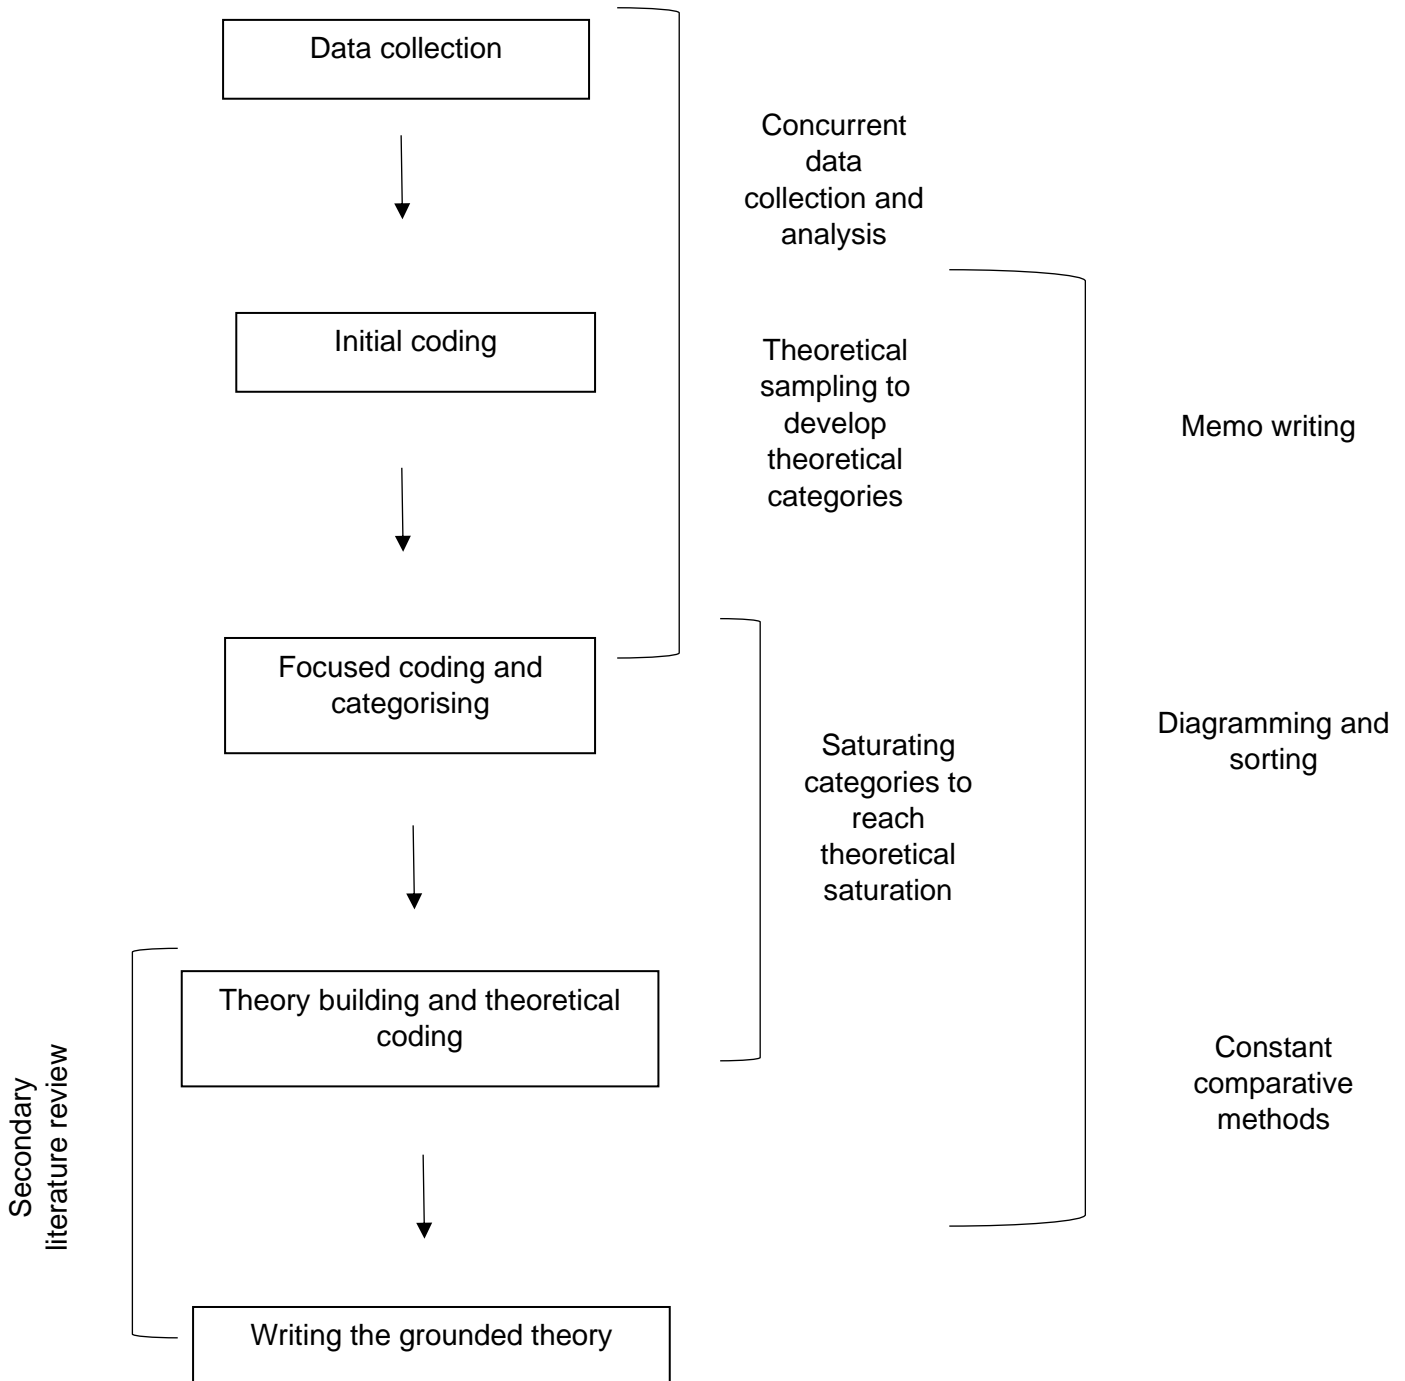 Data collection
Concurrent
data
collection and
analysis
Initial coding
Theoretical
sampling to
develop
theoretical
categories
Memo writing
Focused coding and
categorising
Saturating
categories to
reach
theoretical
saturation
Diagramming and
sorting
Theory building and theoretical
coding
Constant
comparative
methods
Secondary
literature review
Writing the grounded theory